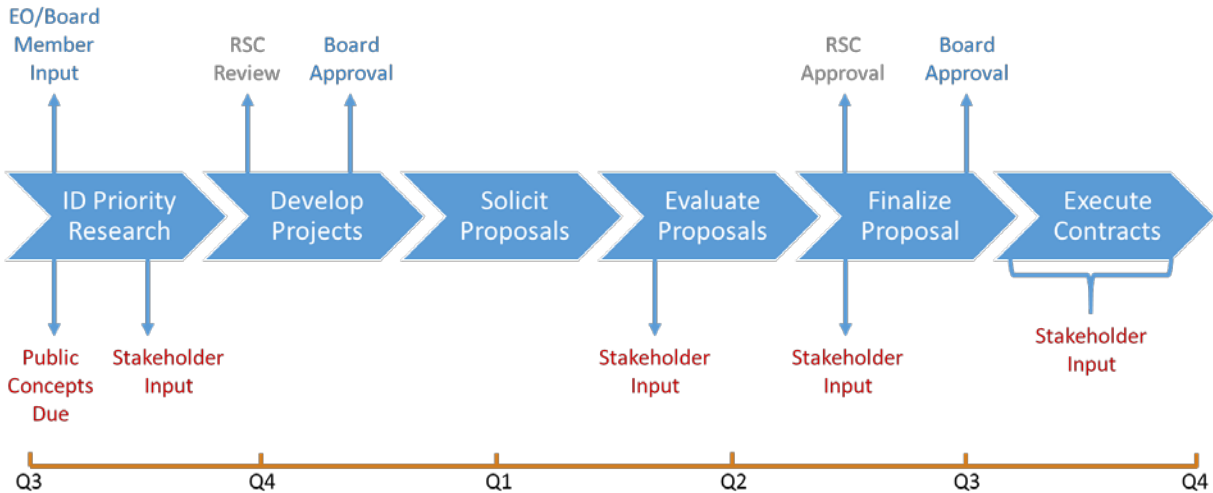 EO/Board
Member
Input
RSC
Review
Board
Approval
RSC
Approval
Board
Approval
ID Priority
Research
Develop
Projects
Solicit
Proposals
Evaluate
Proposals
Finalize
Proposal
Execute
Contracts
Public
Concepts
Due
Stakeholder
Input
Stakeholder
Input
Stakeholder
Input
Stakeholder
Input
Q3
Q4
Q1
Q2
Q3
Q4